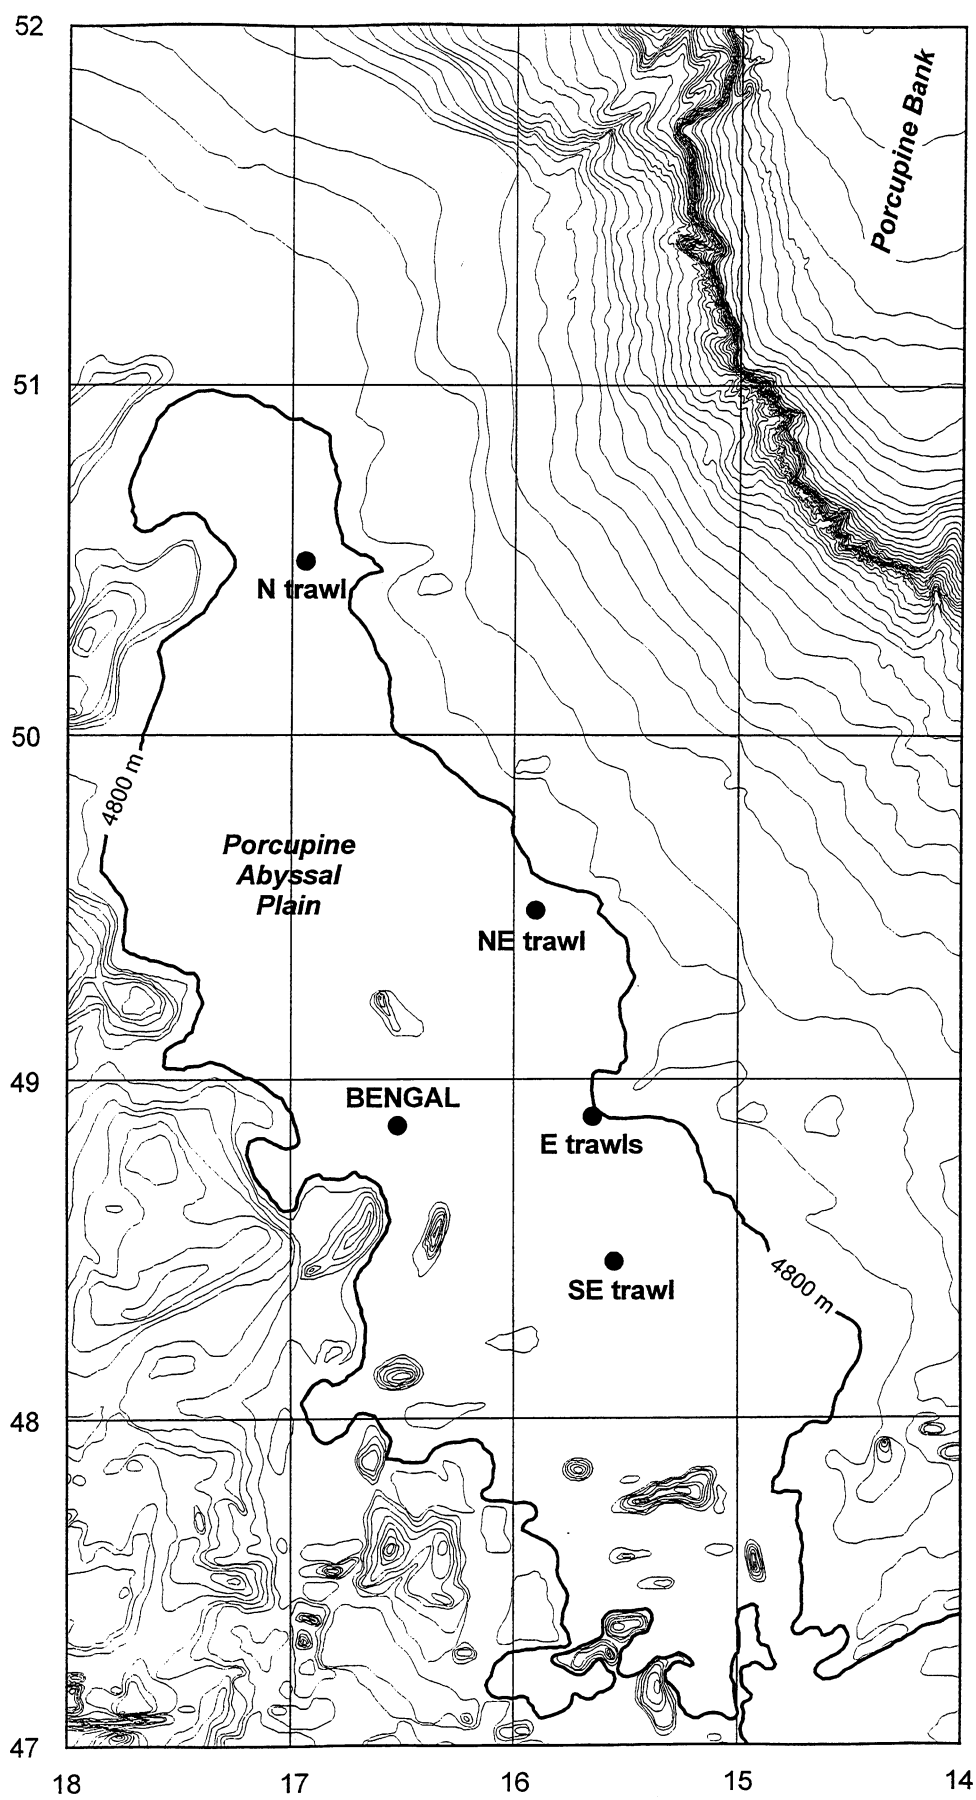 52
Porcupine Bank
51
N trawl
50
4800 m
Porcupine
Abyssal
Plain
NE trawl
49
BENGAL
E trawls
4800 m
SE trawl
48
47
18 17 16 15 14